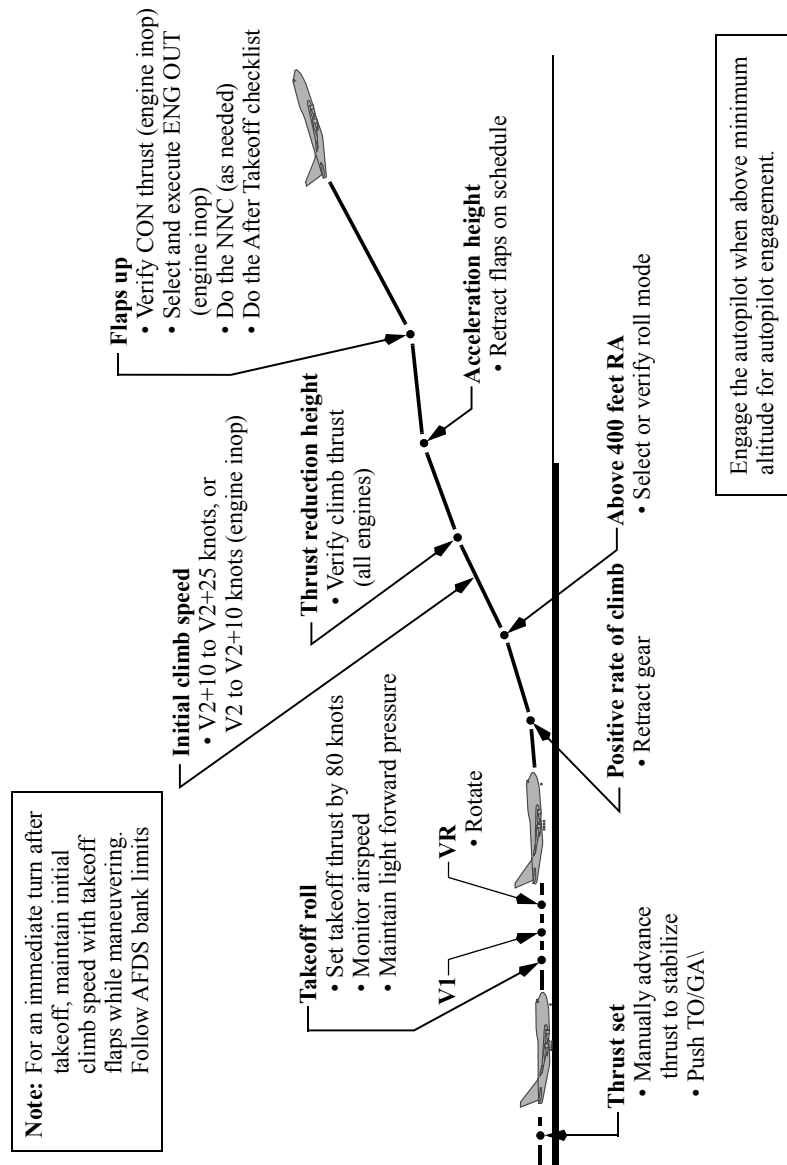 Note: For an immediate turn after
takeoff, maintain initial
climb speed with takeoff
flaps while maneuvering.
Follow AFDS bank limits
Thrust set
• Manually advance
thrust to stabilize
• Push TO/GA\
Takeoff roll
• Set takeoff thrust by 80 knots
• Monitor airspeed
• Maintain light forward pressure
V1
VR
• Rotate
Positive rate of climb
• Retract gear
Above 400 feet RA
• Select or verify roll mode
Initial climb speed
• V2+10 to V2+25 knots, or
V2 to V2+10 knots (engine inop)
Thrust reduction height
• Verify climb thrust
(all engines)
Acceleration height
• Retract flaps on schedule
Flaps up
• Verify CON thrust (engine inop)
• Select and execute ENG OUT
(engine inop)
• Do the NNC (as needed)
• Do the After Takeoff checklist
Engage the autopilot when above minimum
altitude for autopilot engagement.